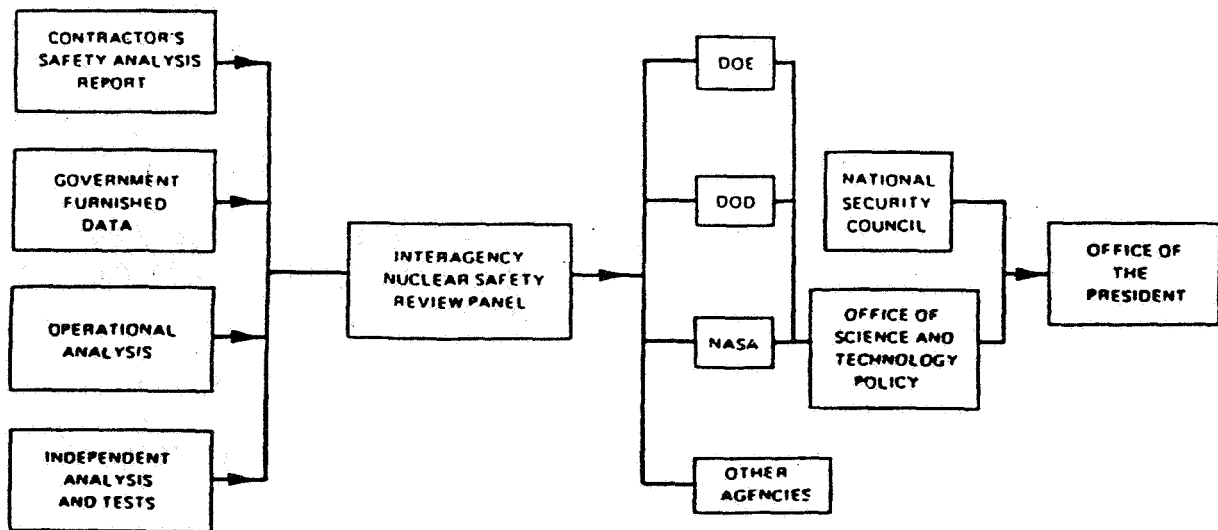 CONTRACTOR'S
SAFETY ANALYSIS
REPORT
GOVERNMENT
FURNISHED
DATA
OPERATIONAL
ANALYSIS
INDEPENDENT
ANALYSIS
AND TESTS
INTERAGENCY
NUCLEAR SAFETY
REVIEW PANEL
DOE
DOD
NASA
OTHER
AGENCIES
NATIONAL
SECURITY
COUNCIL
OFFICE OF
SCIENCE AND
TECHNOLOGY
POLICY
OFFICE OF
THE
PRESIDENT